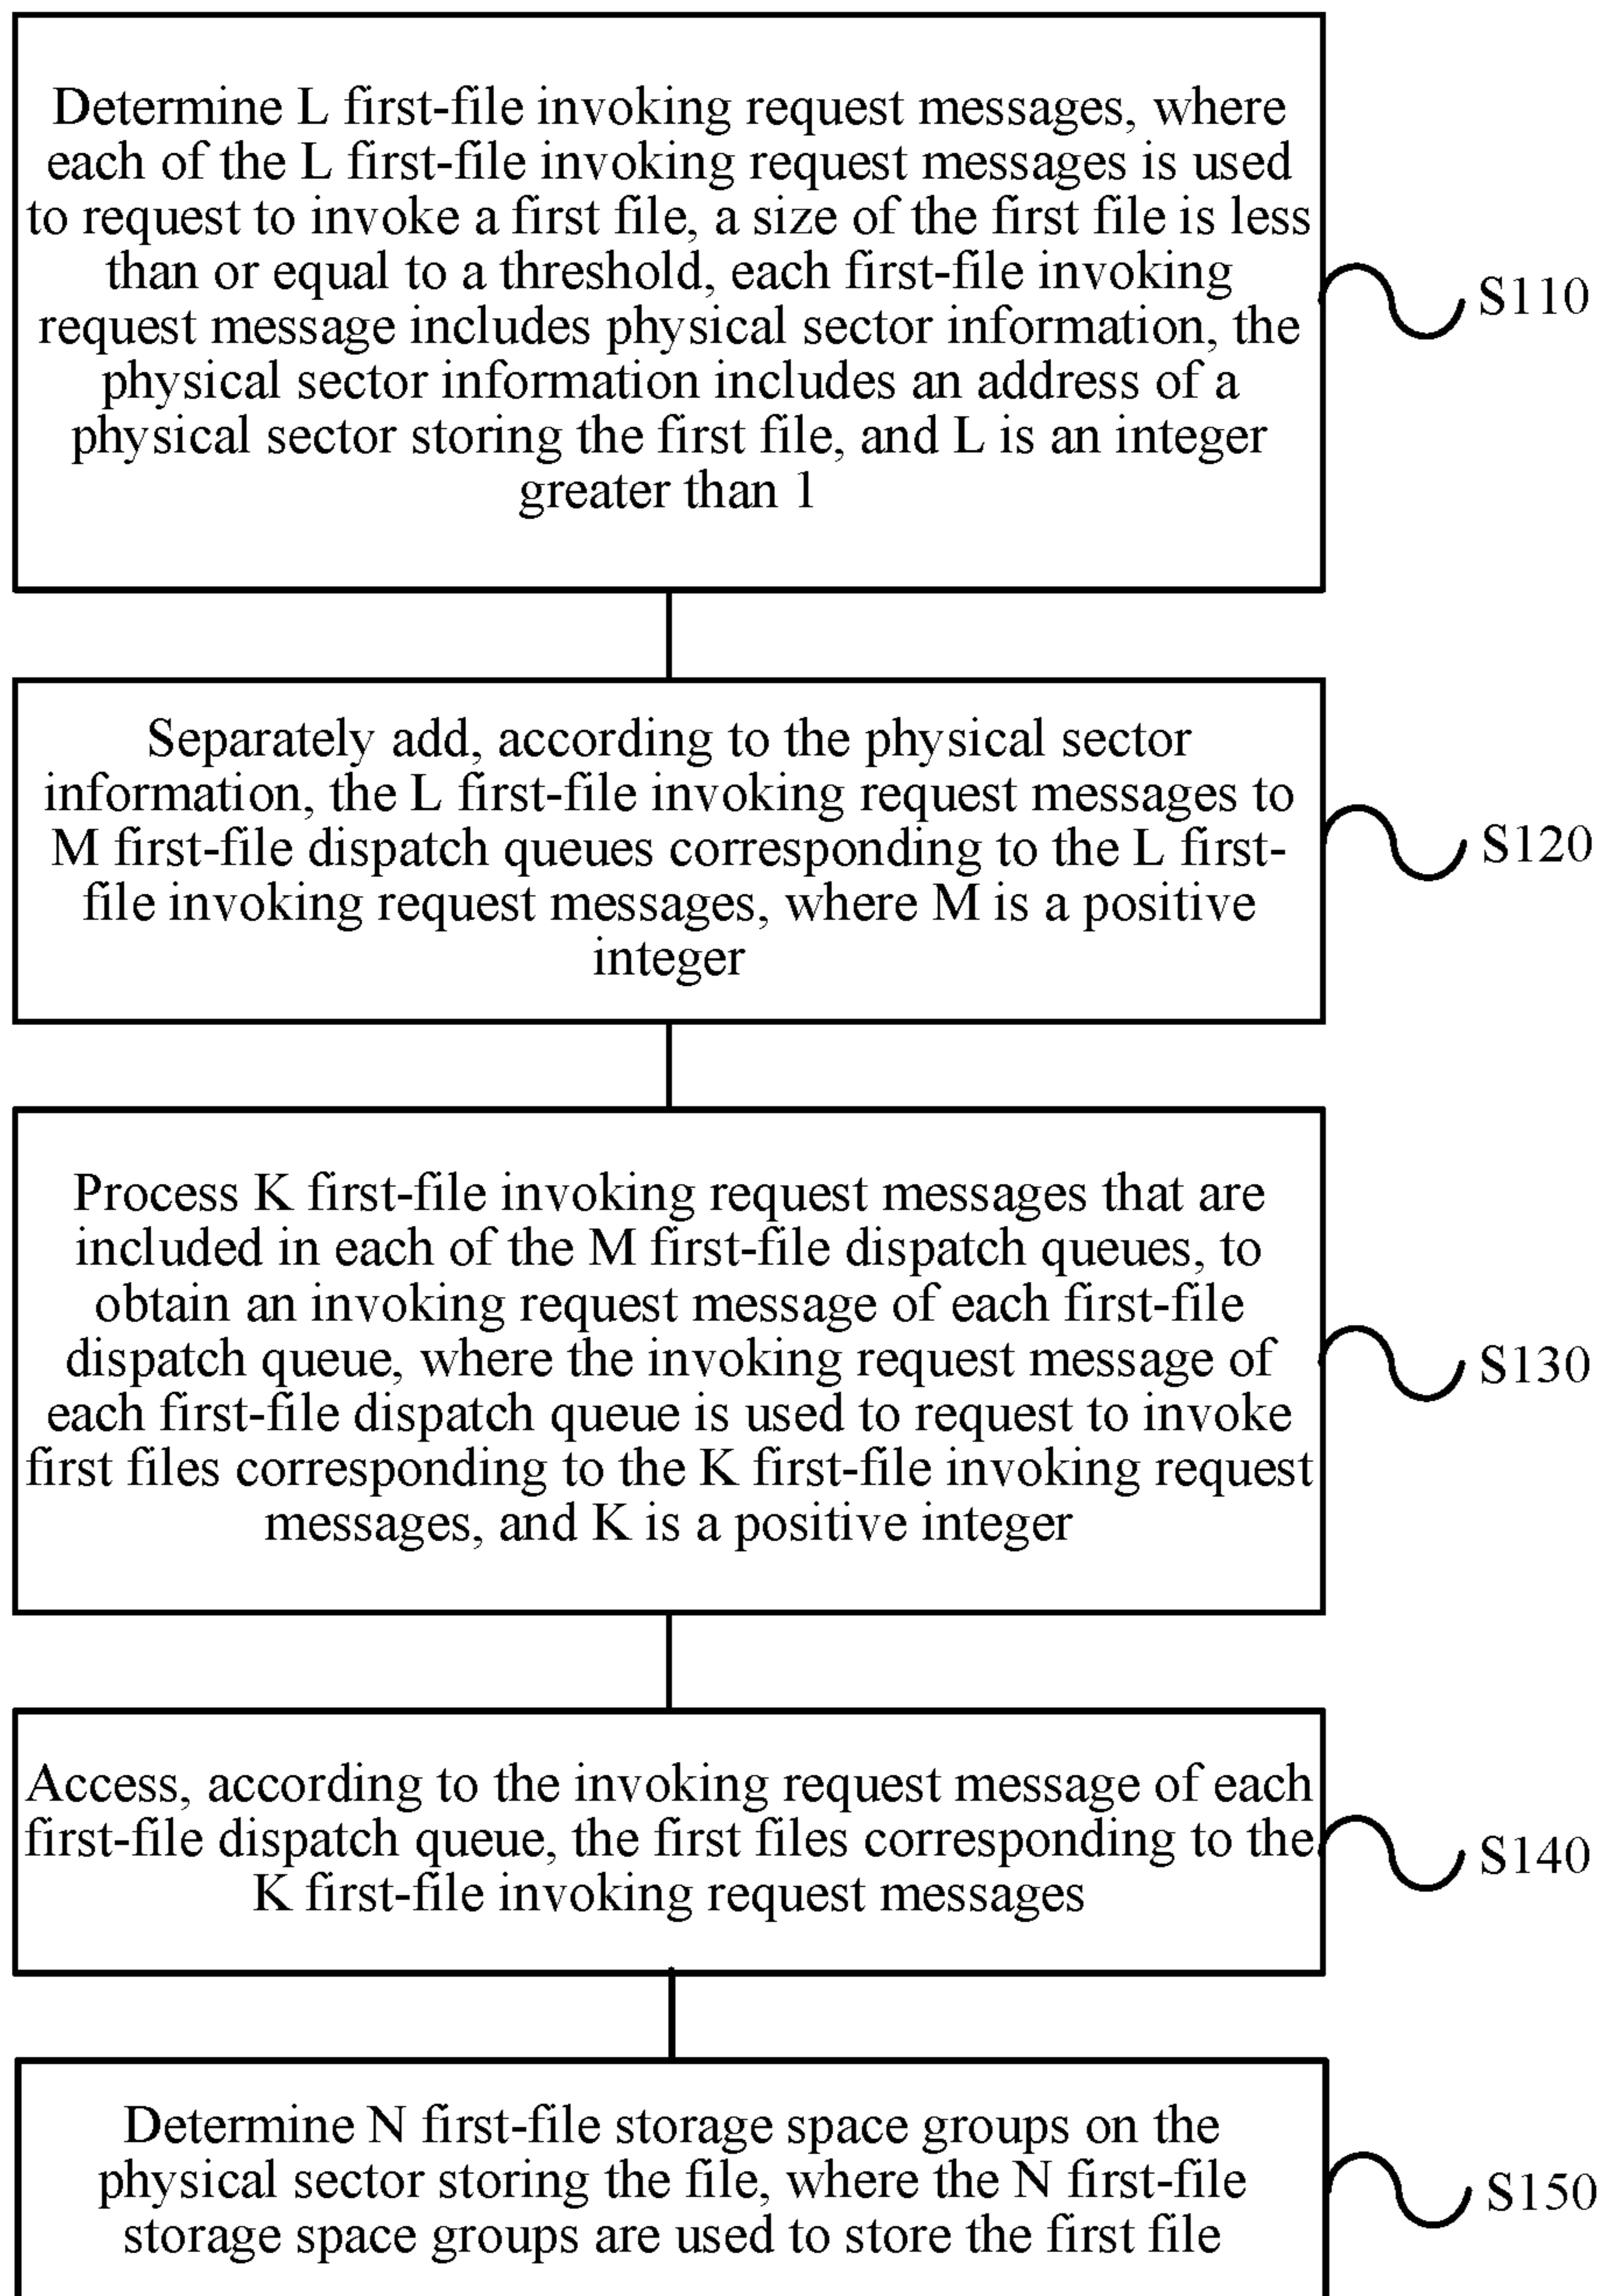 Determine L first-file invoking request messages, where
each of the L first-file invoking request messages is used
to request to invoke a first file, a size of the first file is less
than or equal to a threshold, each first-file invoking
request message includes physical sector information, the
physical sector information includes an address of a
physical sector storing the first file, and L is an integer
greater than 1
S110
Separately add, according to the physical sector
information, the L first-file invoking request messages to
M first-file dispatch queues corresponding to the L first-
file invoking request messages, where M is a positive
integer
S120
Process K first-file invoking request messages that are
included in each of the M first-file dispatch queues, to
obtain an invoking request message of each first-file
dispatch queue, where the invoking request message of
each first-file dispatch queue is used to request to invoke
first files corresponding to the K first-file invoking request
messages, and K is a positive integer
S130
Access, according to the invoking request message of each
first-file dispatch queue, the first files corresponding to the
K first-file invoking request messages
S140
Determine N first-file storage space groups on the
physical sector storing the file, where the N first-file
storage space groups are used to store the first file
S150